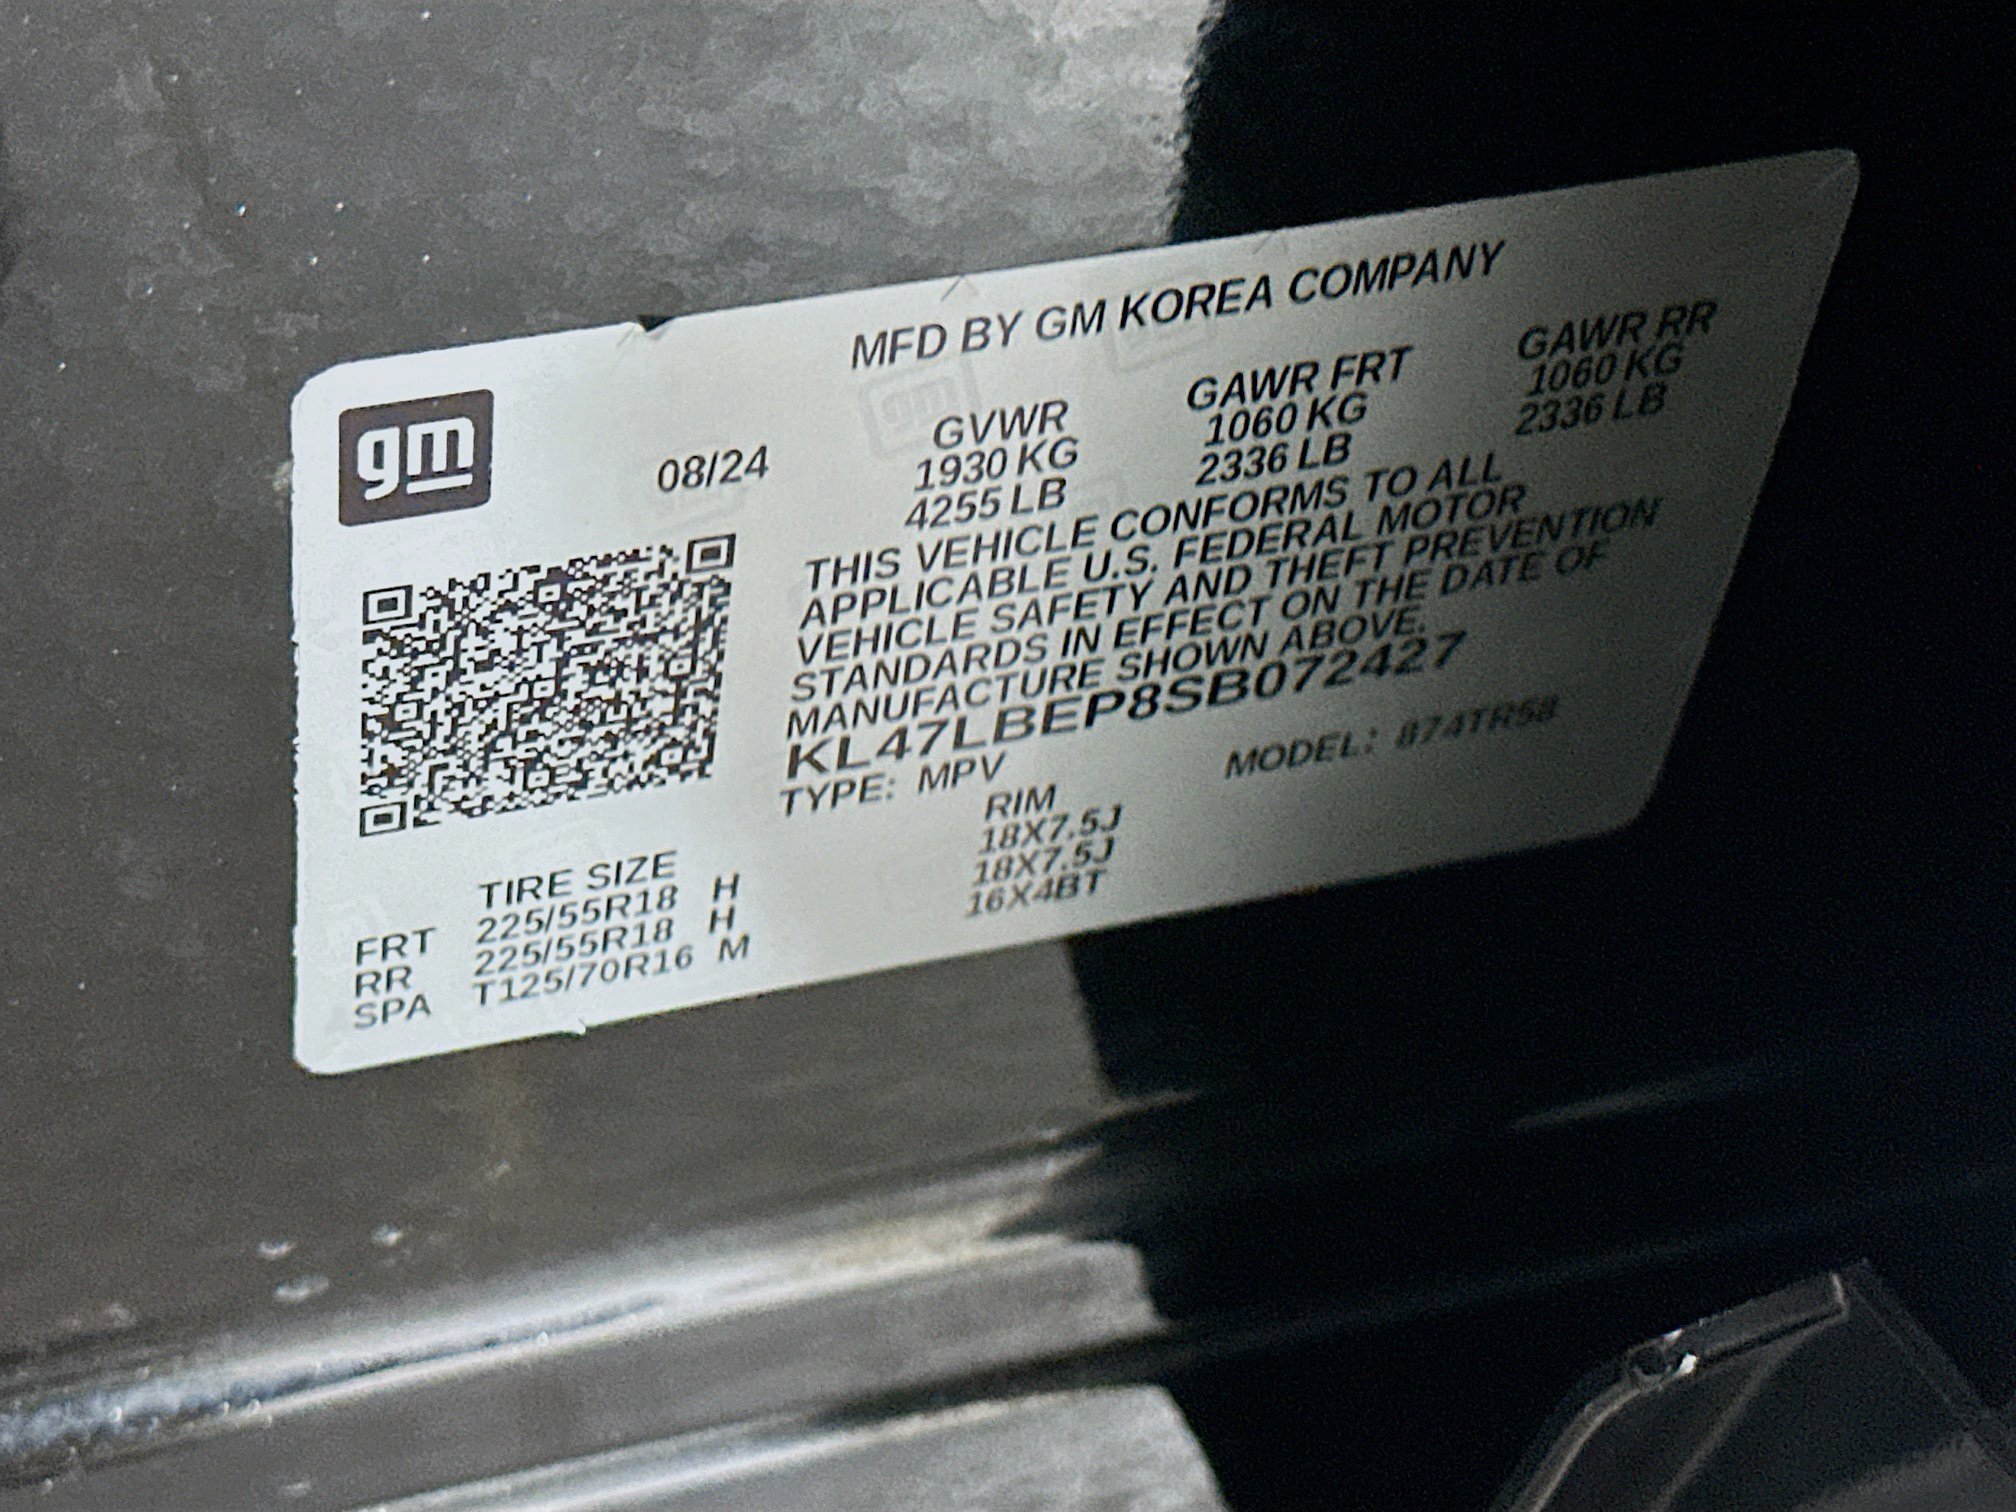 MFD BY GM KOREA COMPANY
gm
08/24
GVWR GAWR FRT GAWR RR
1930 KG 1060 KG 1060 KG
4255 LB 2336 LB 2336 LB
THIS VEHICLE CONFORMS TO ALL
APPLICABLE U.S. FEDERAL MOTOR
VEHICLE SAFETY AND THEFT PREVENTION
STANDARDS IN EFFECT ON THE DATE OF
MANUFACTURE SHOWN ABOVE.
KL47LBEP8SB072427
TYPE: MPV MODEL: 874TR58
TIRE SIZE RIM
FRT 225/55R18 H 18X7.5J
RR 225/55R18 H 18X7.5J
SPA T125/70R16 M 16X4BT